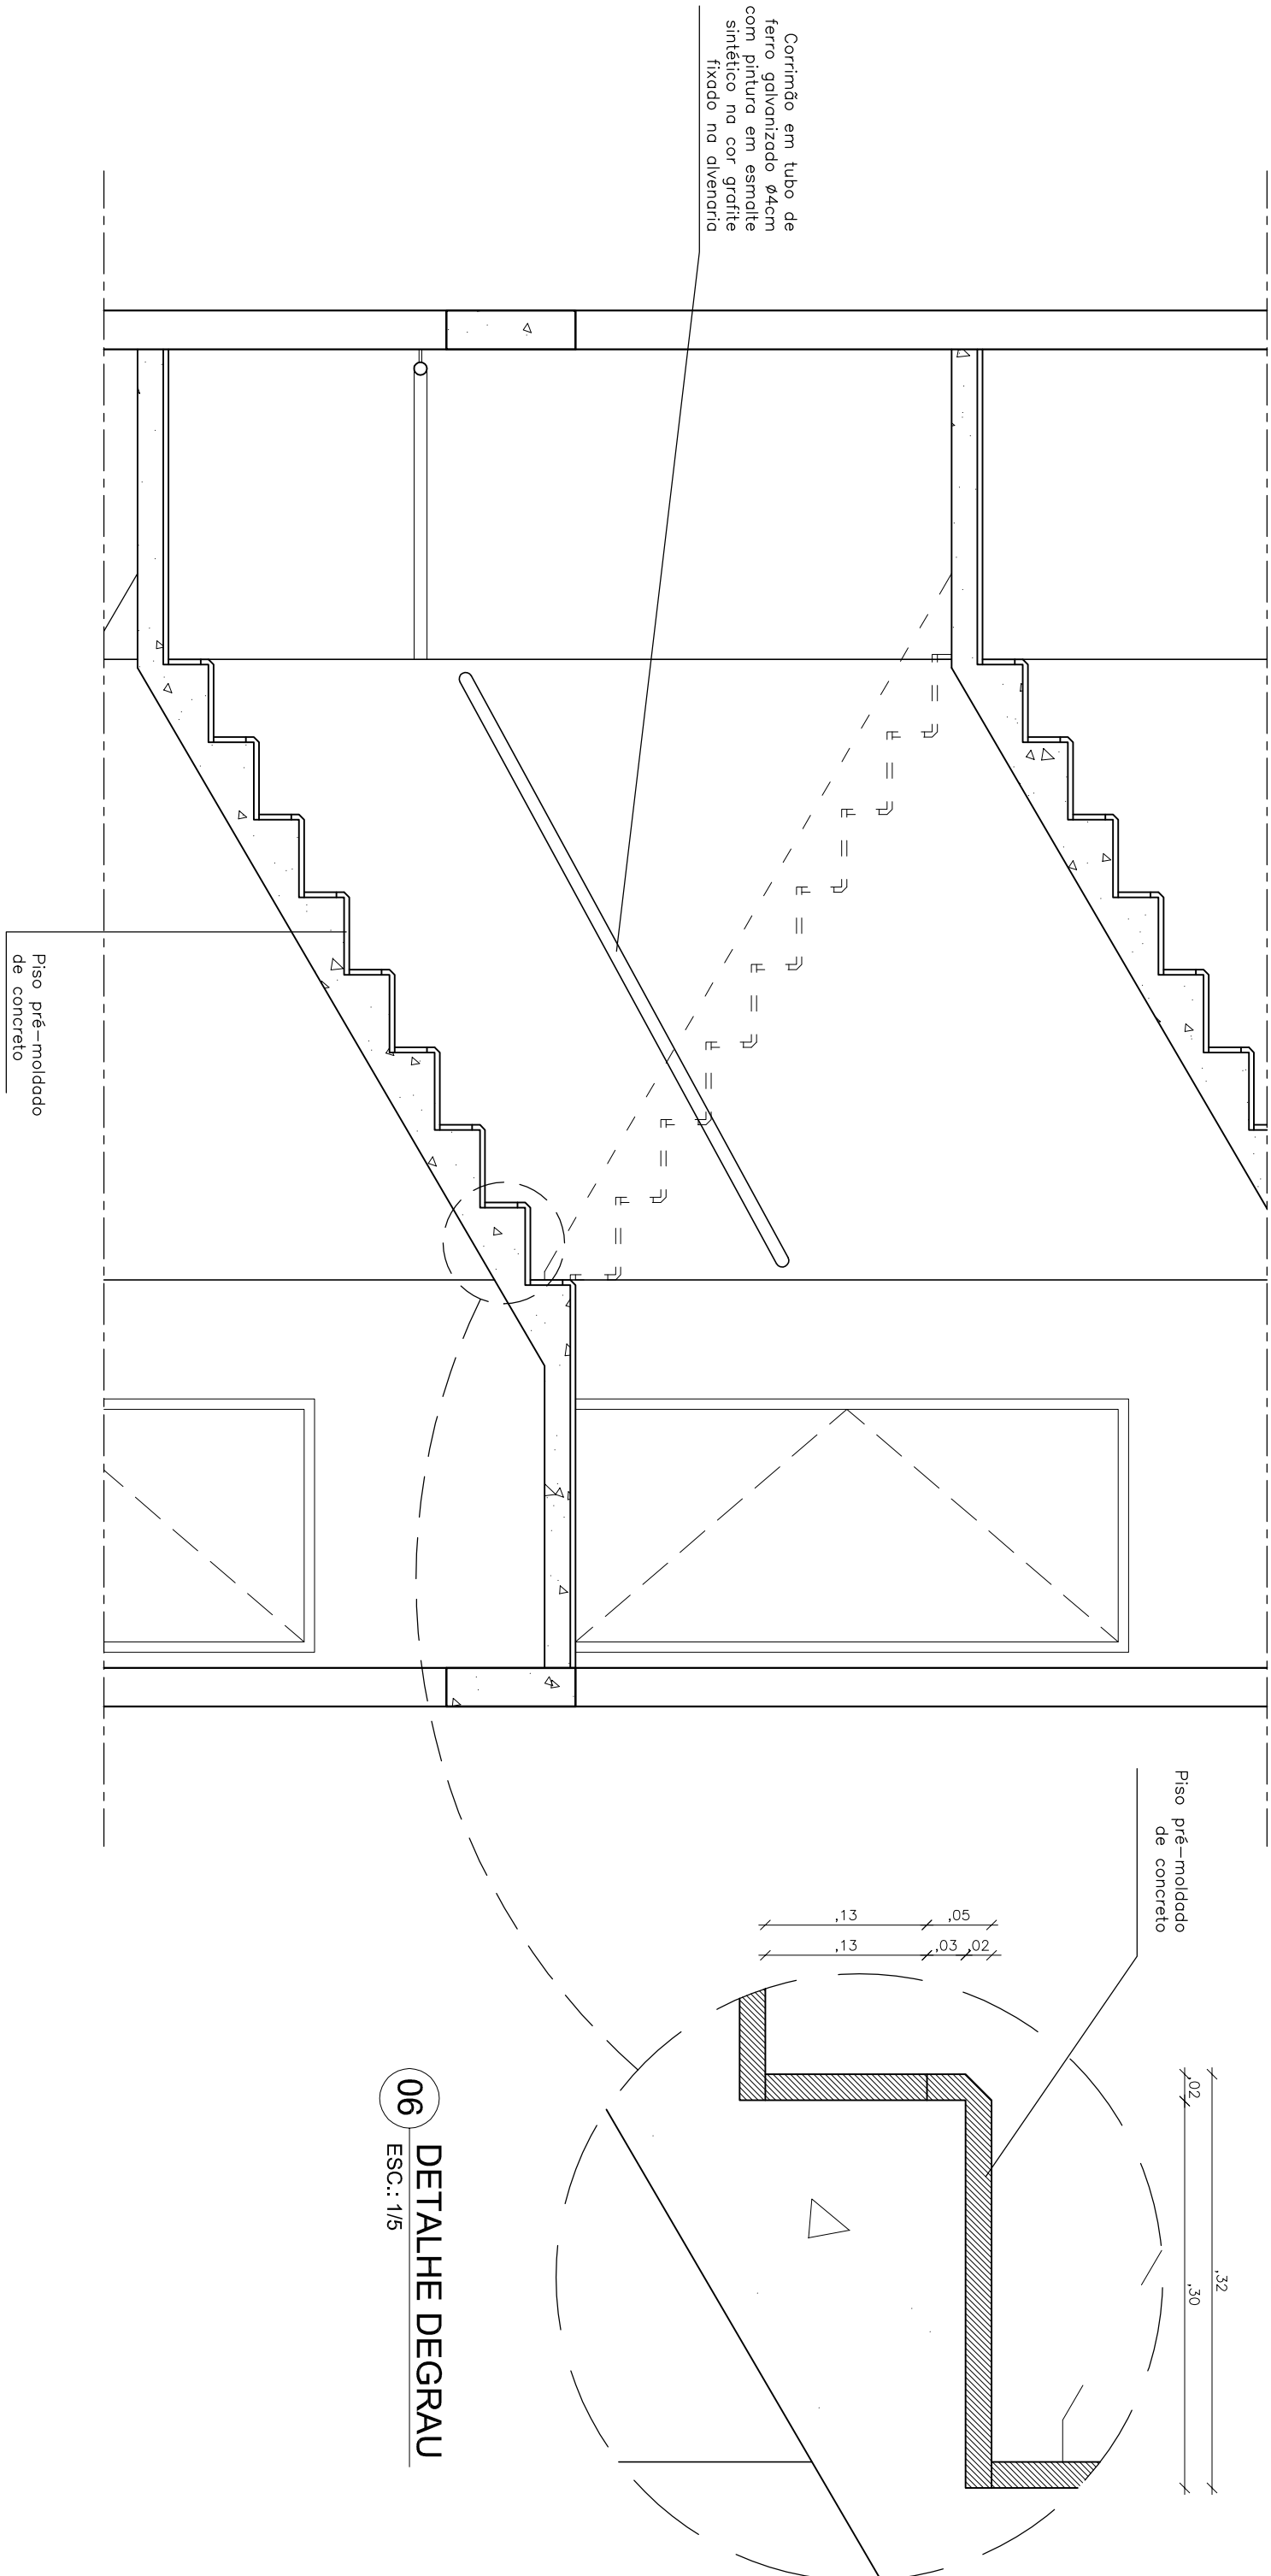 Corrimão em tubo de
ferro galvanizado ø4cm
com pintura em esmalte
sintético na cor grafite
fixado na alvenaria
Piso pré-moldado
de concreto
Piso pré-moldado
de concreto
,13
,05
,13
,03
,02
,32
,02
,30
06
DETALHE DEGRAU
ESC.: 1/5